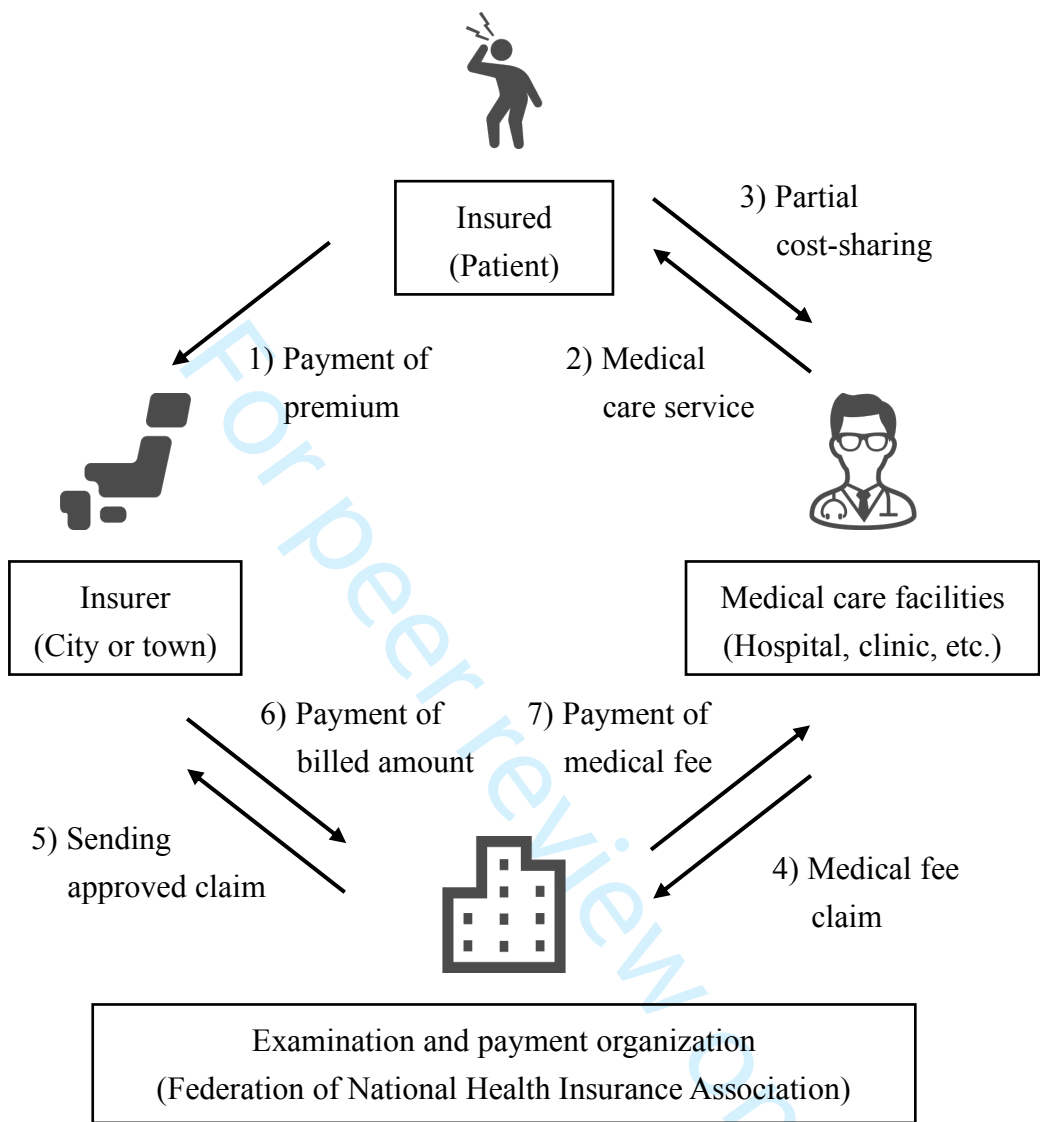 Insured
(Patient)
3) Partial
cost-sharing
1) Payment of
premium
2) Medical
care service
Insurer
(City or town)
Medical care facilities
(Hospital, clinic, etc.)
6) Payment of
billed amount
7) Payment of
medical fee
5) Sending
approved claim
4) Medical fee
claim
Examination and payment organization
(Federation of National Health Insurance Association)
For peer review on